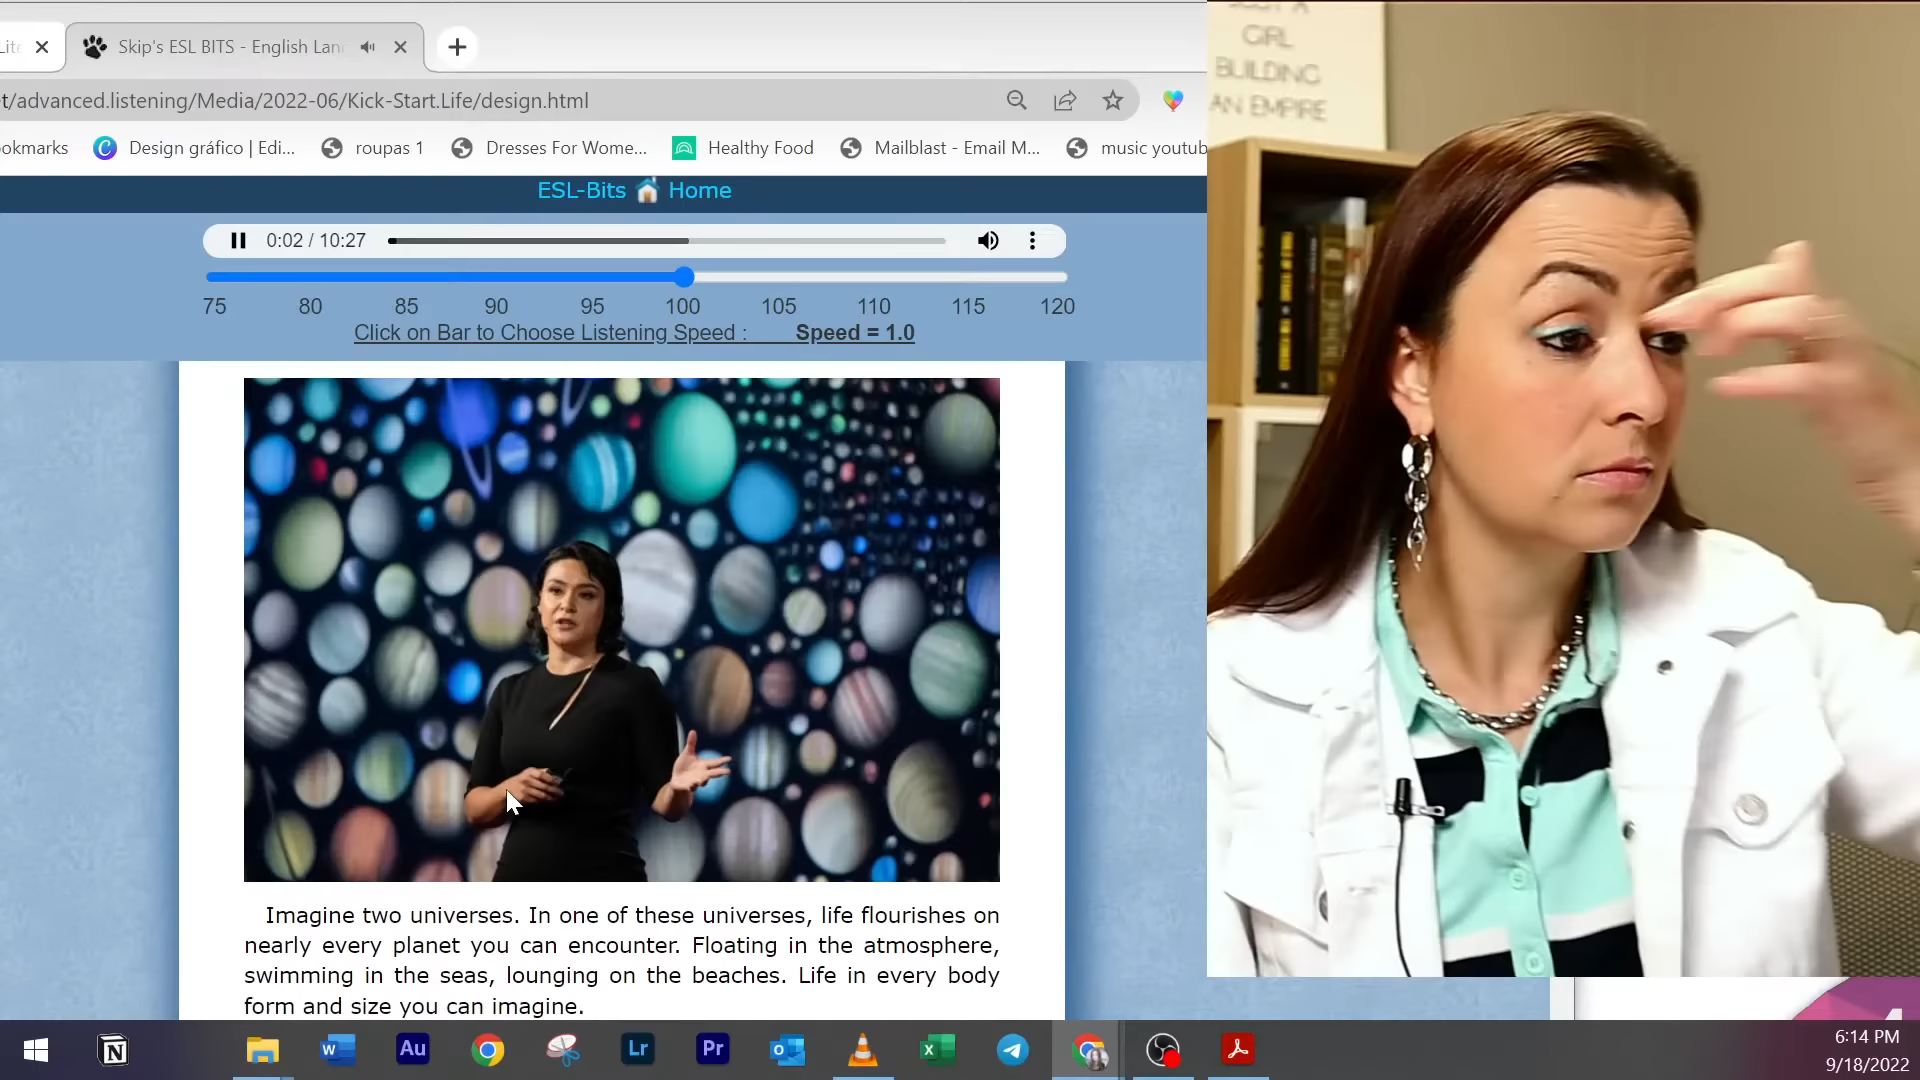 Skip's ESL BITS - English Lan
t/advanced.listening/Media/2022-06/Kick-Start.Life/design.html
ookmarks
Design gráfico | Edi...
roupas 1
Dresses For Wome...
Healthy Food
Mailblast - Email M...
music youtub
ESL-Bits Home
0:02 / 10:27
75 80 85 90 95 100 105 110 115 120
Click on Bar to Choose Listening Speed : Speed = 1.0
Imagine two universes. In one of these universes, life flourishes on
nearly every planet you can encounter. Floating in the atmosphere,
swimming in the seas, lounging on the beaches. Life in every body
form and size you can imagine.
GIRL
BUILDING
AN EMPIRE
W
Au
Lr
Pr
6:14 PM
9/18/2022